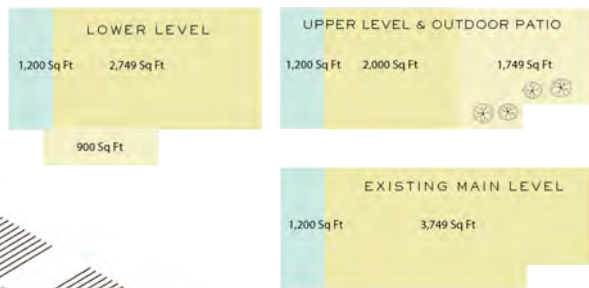 LOWER LEVEL
1,200 Sq Ft 2,749 Sq Ft
900 Sq Ft
UPPER LEVEL & OUTDOOR PATIO
1,200 Sq Ft 2,000 Sq Ft 1,749 Sq Ft
EXISTING MAIN LEVEL
1,200 Sq Ft 3,749 Sq Ft